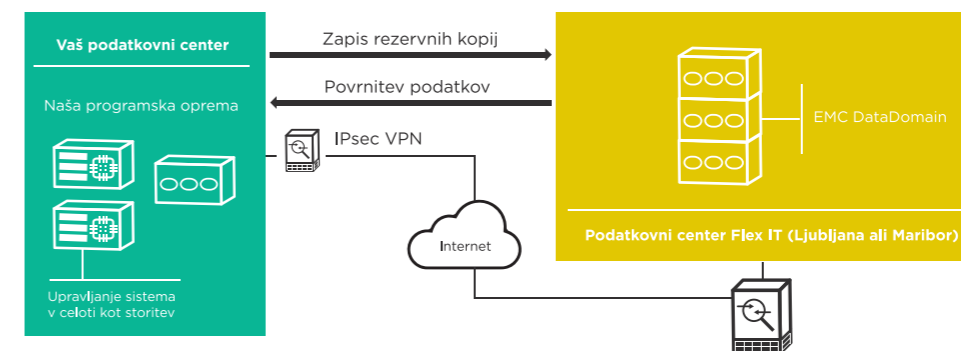 Vaš podatkovni center
Naša programska oprema
Upravljanje sistema
v celoti kot storitev
Zapis rezervnih kopij
Povrnitev podatkov
IPsec VPN
Internet
EMC DataDomain
Podatkovni center Flex IT (Ljubljana ali Maribor)